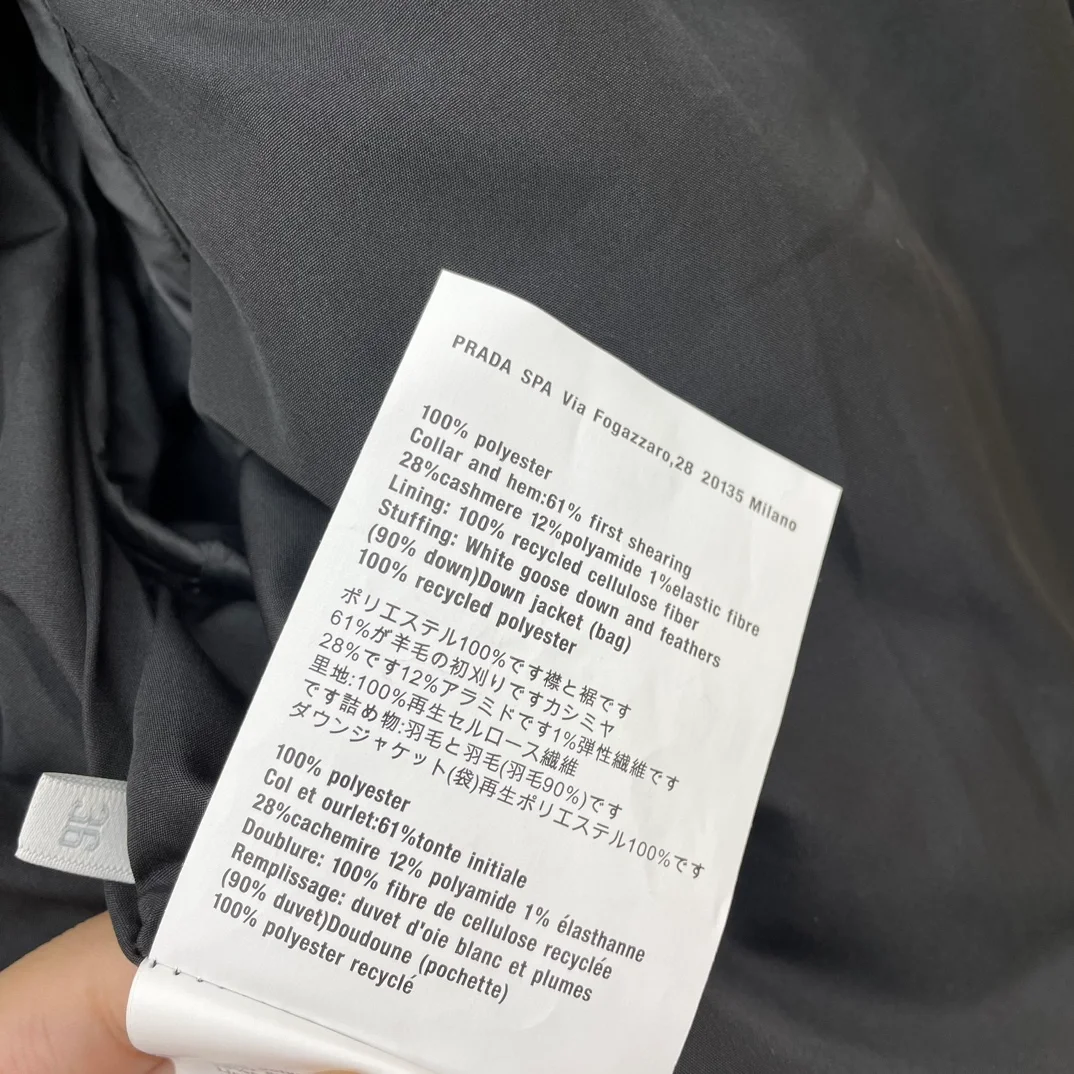 PRADA SPA Via Fogazzaro,28 20135 Milano
100% polyester
Collar and hem:61% first shearing
28%cashmere 12%polyamide 1%elastic fibre
Lining: 100% recycled cellulose fiber
Stuffing: White goose down and feathers
(90% down)Down jacket (bag)
100% recycled polyester
ポリエステル100%です襟と裾です
61%が羊毛の初刈りですカシミヤ
28%です12%アラミドです1%弾性繊維です
里地:100%再生セルロース繊維
です詰め物:羽毛と羽毛(羽毛90%)です
ダウンジャケット(袋)再生ポリエステル100%です
100% polyester
Col et ourlet:61%tonte initiale
28%cachemire 12% polyamide 1% élasthanne
Doublure: 100% fibre de cellulose recyclée
Remplissage: duvet d'oie blanc et plumes
(90% duvet)Doudoune (pochette)
100% polyester recyclé
36